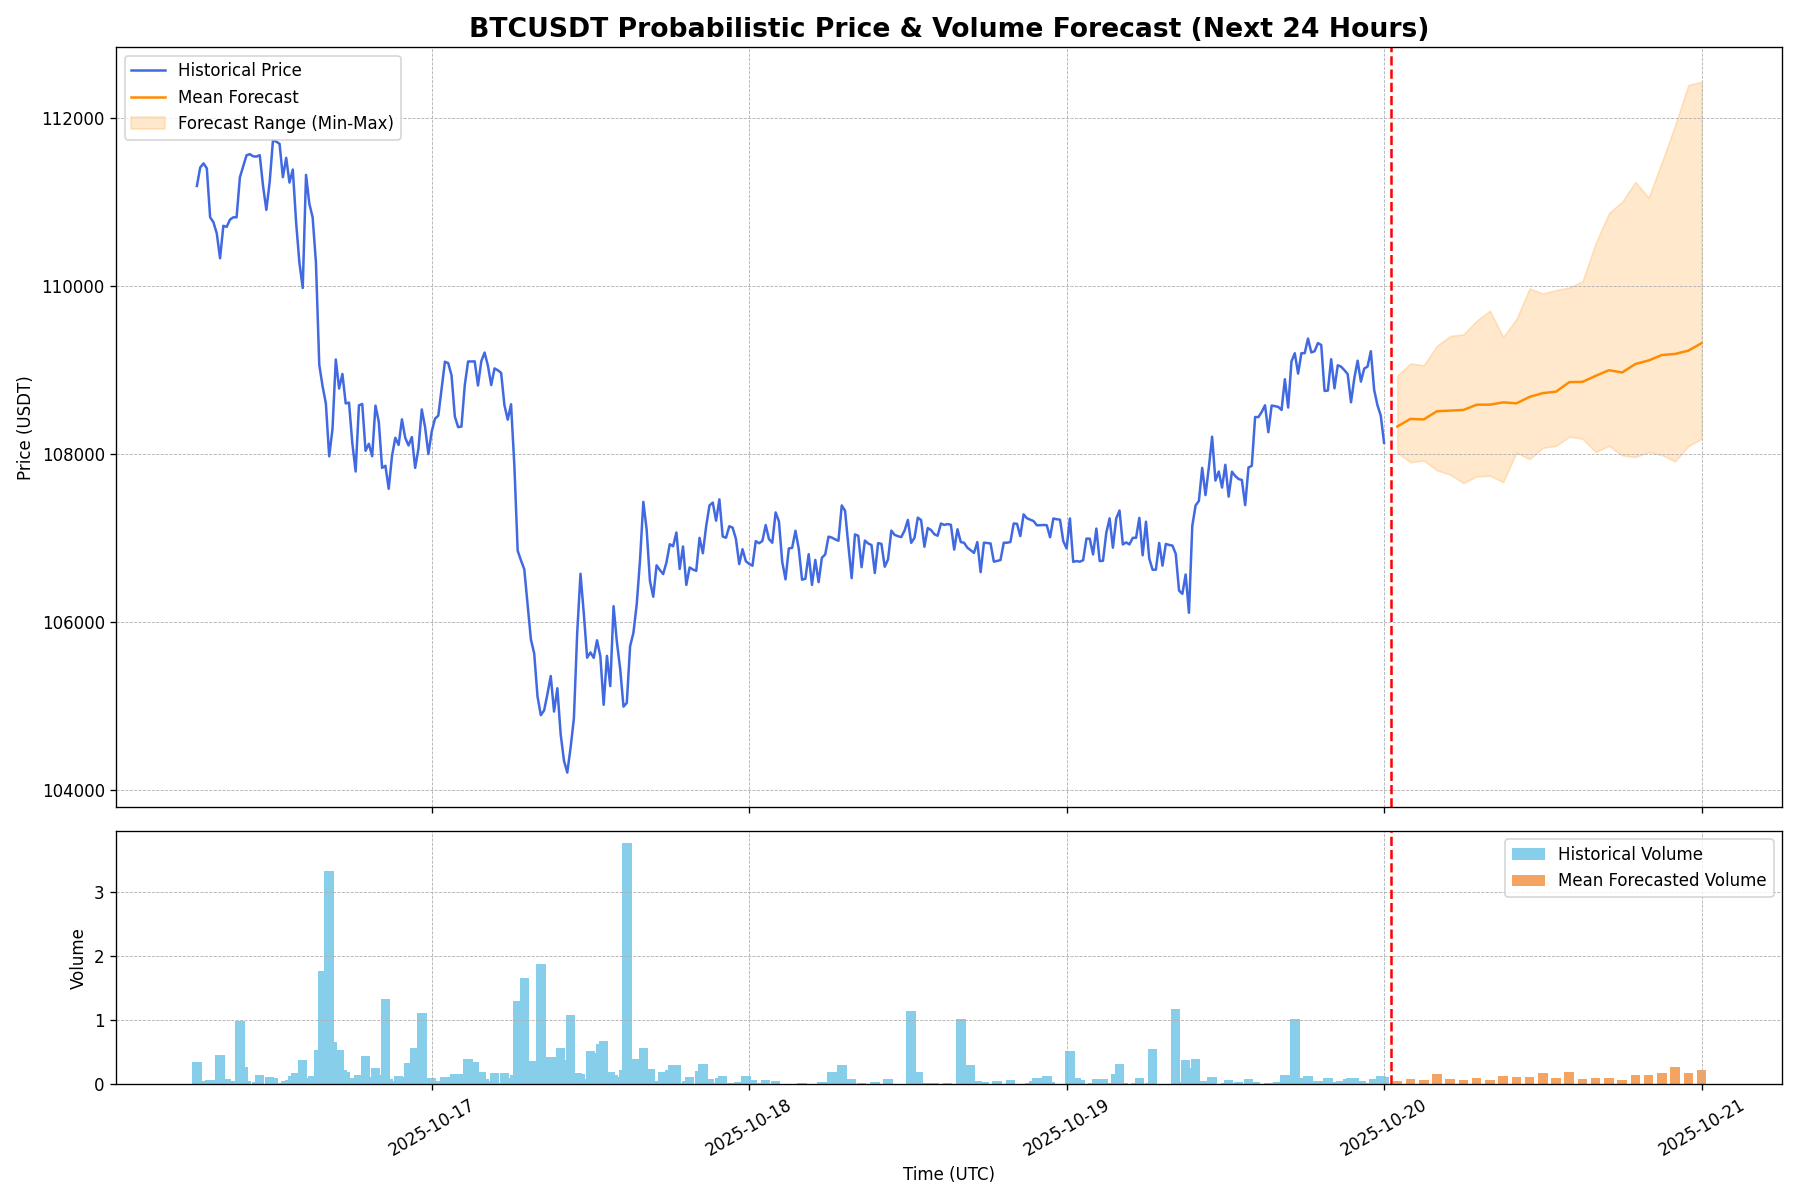 BTCUSDT Probabilistic Price & Volume Forecast (Next 24 Hours)
Historical Price
Mean Forecast
Forecast Range (Min-Max)
112000
110000
108000
106000
104000
Price (USDT)
Historical Volume
Mean Forecasted Volume
3
2
1
0
Volume
2025-10-17
2025-10-18
2025-10-19
2025-10-20
2025-10-21
Time (UTC)